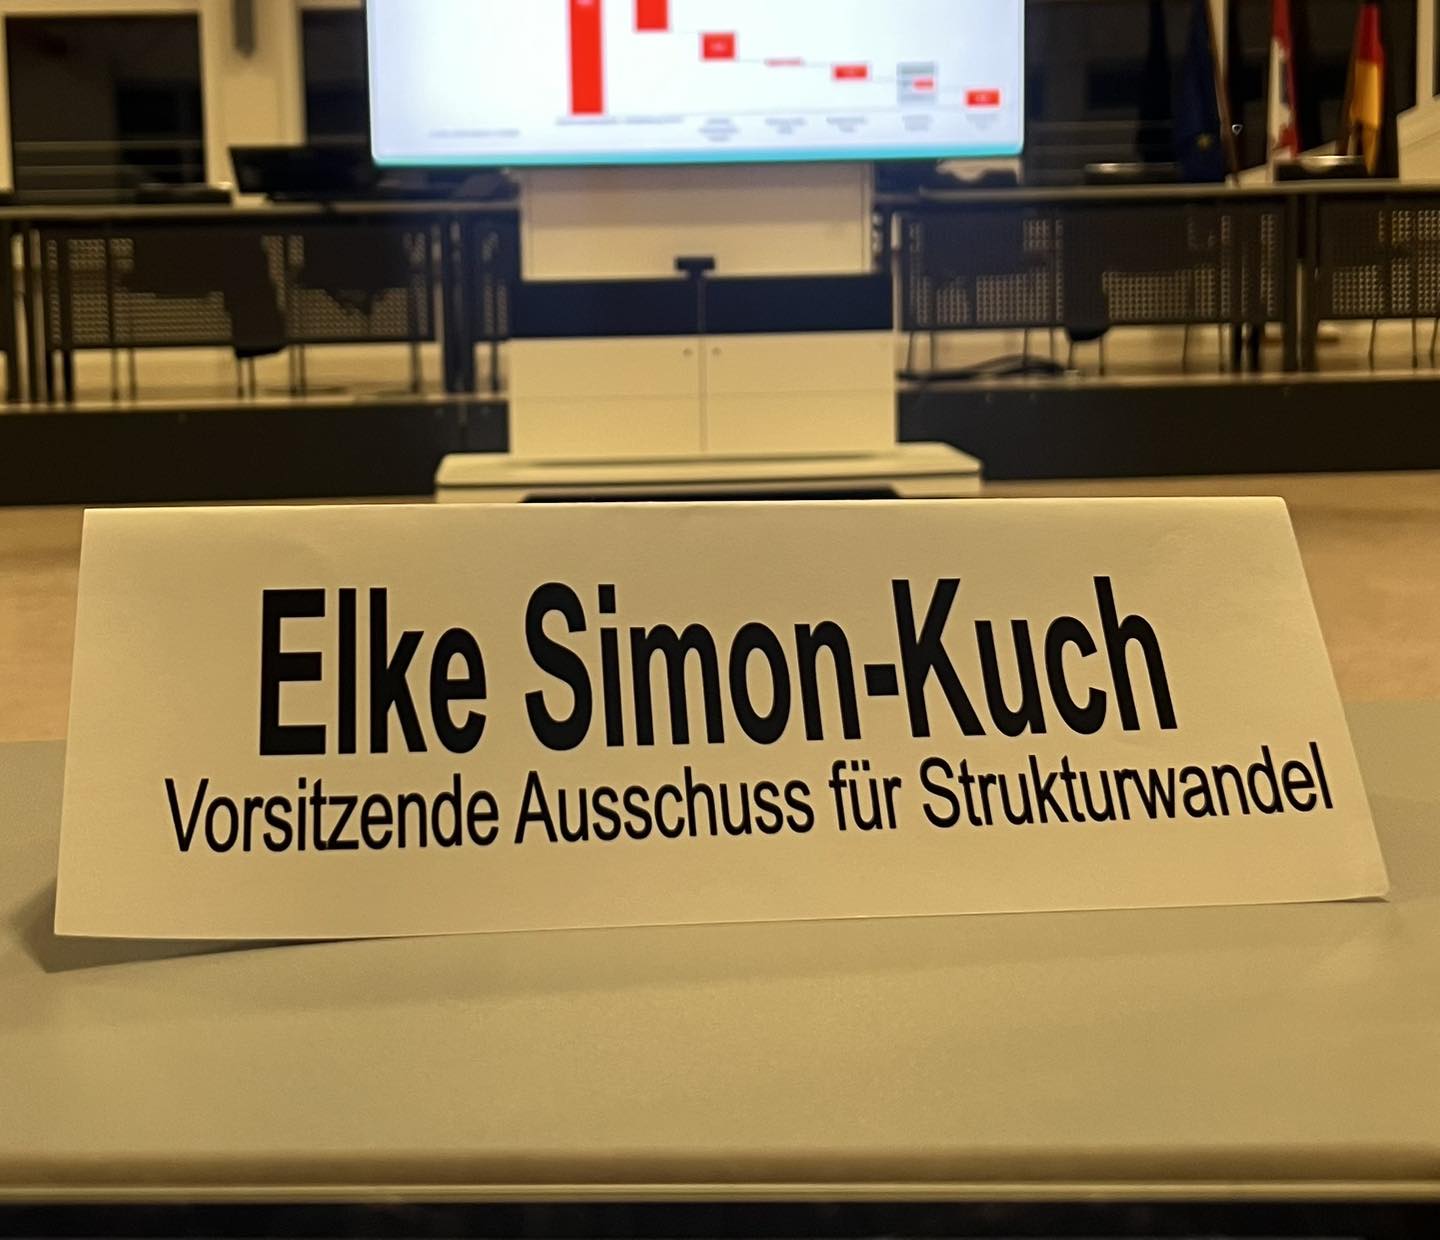 Elke Simon-Kuch
Vorsitzende Ausschuss für Strukturwandel